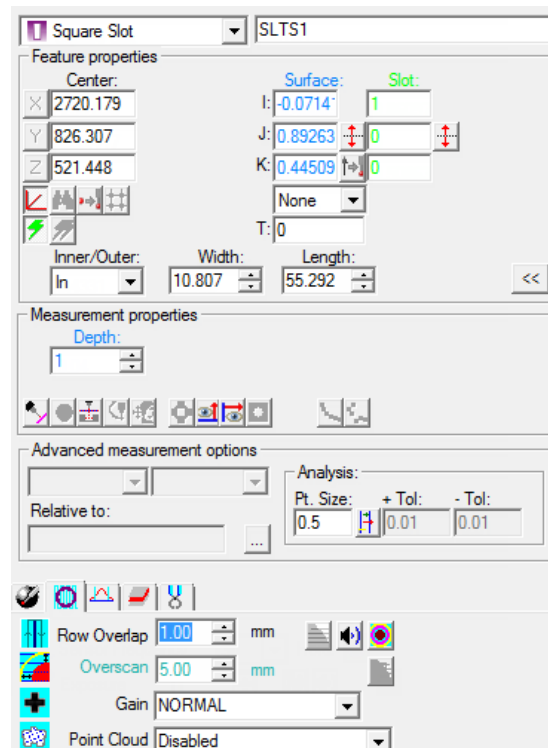 Square Slot SLTS1
Feature properties
Center: Surface: Slot:
X 2720.179 I: -0.0714 1
Y 826.307 J: 0.89263 0
Z 521.448 K: 0.44509 0
None
T: 0
Inner/Outer: Width: Length:
In 10.807 55.292 <<
Measurement properties
Depth:
1
Advanced measurement options
Analysis:
Pt. Size: + Tol: - Tol:
Relative to: 0.5 0.01 0.01
...
Row Overlap 1.00 mm
Overscan 5.00 mm
Gain NORMAL
Point Cloud Disabled